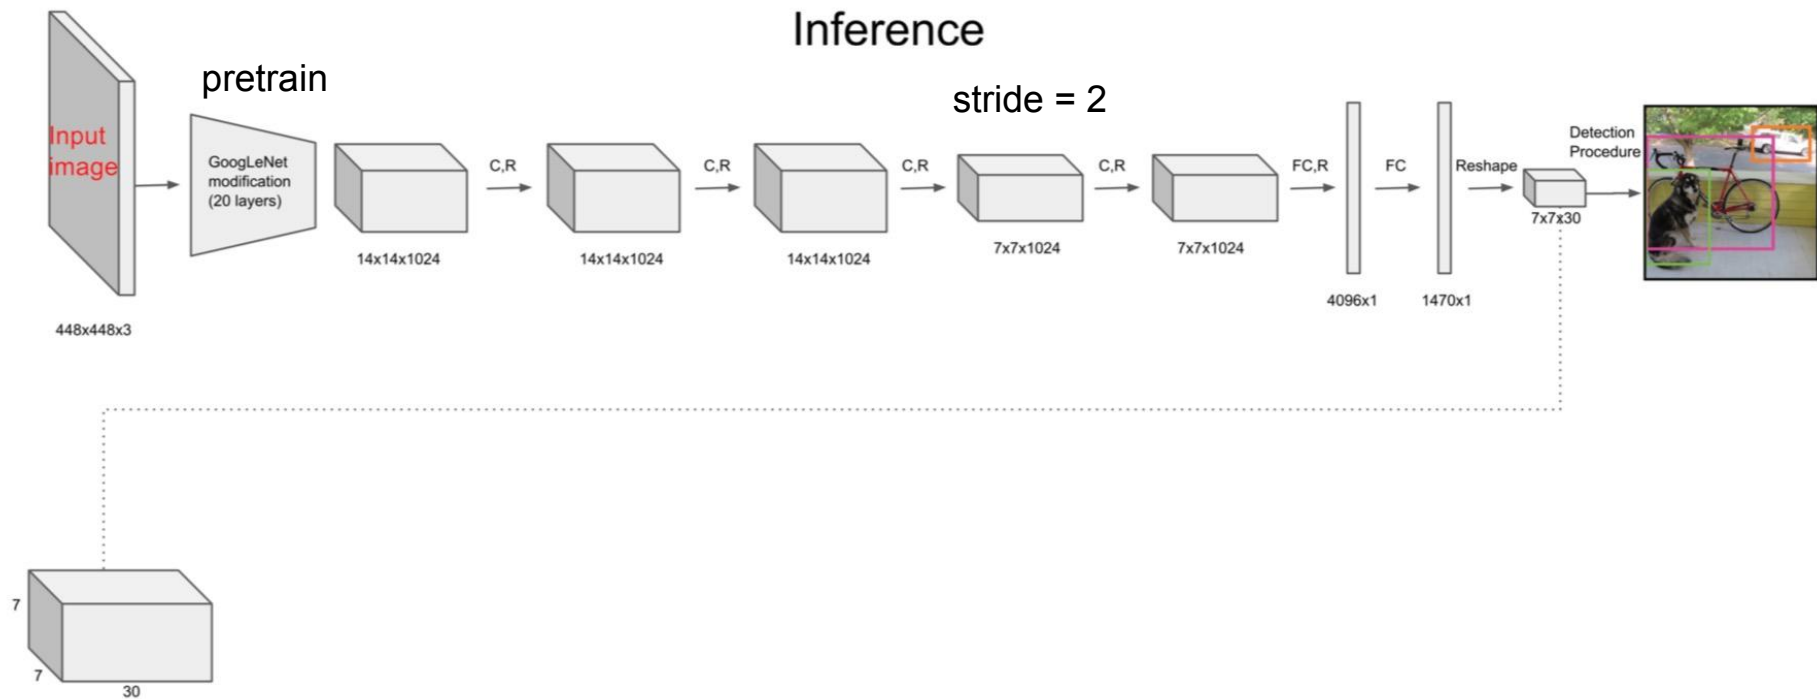 Inference
pretrain
stride = 2
Input
image
GoogLeNet
modification
(20 layers)
C,R
C,R
C,R
C,R
FC,R
FC
Reshape
Detection
Procedure
448x448x3
14x14x1024
14x14x1024
14x14x1024
7x7x1024
7x7x1024
4096x1
1470x1
7x7x30
7
7
30